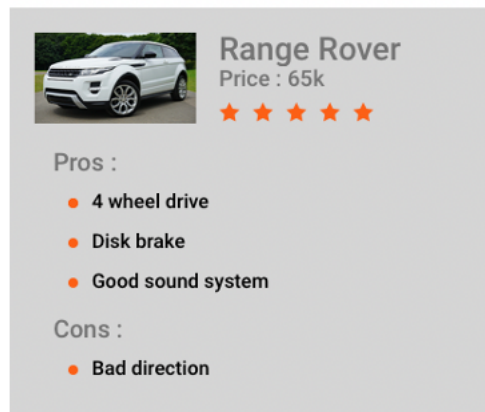 Range Rover
Price : 65k
Pros :
4 wheel drive
Disk brake
Good sound system
Cons :
Bad direction